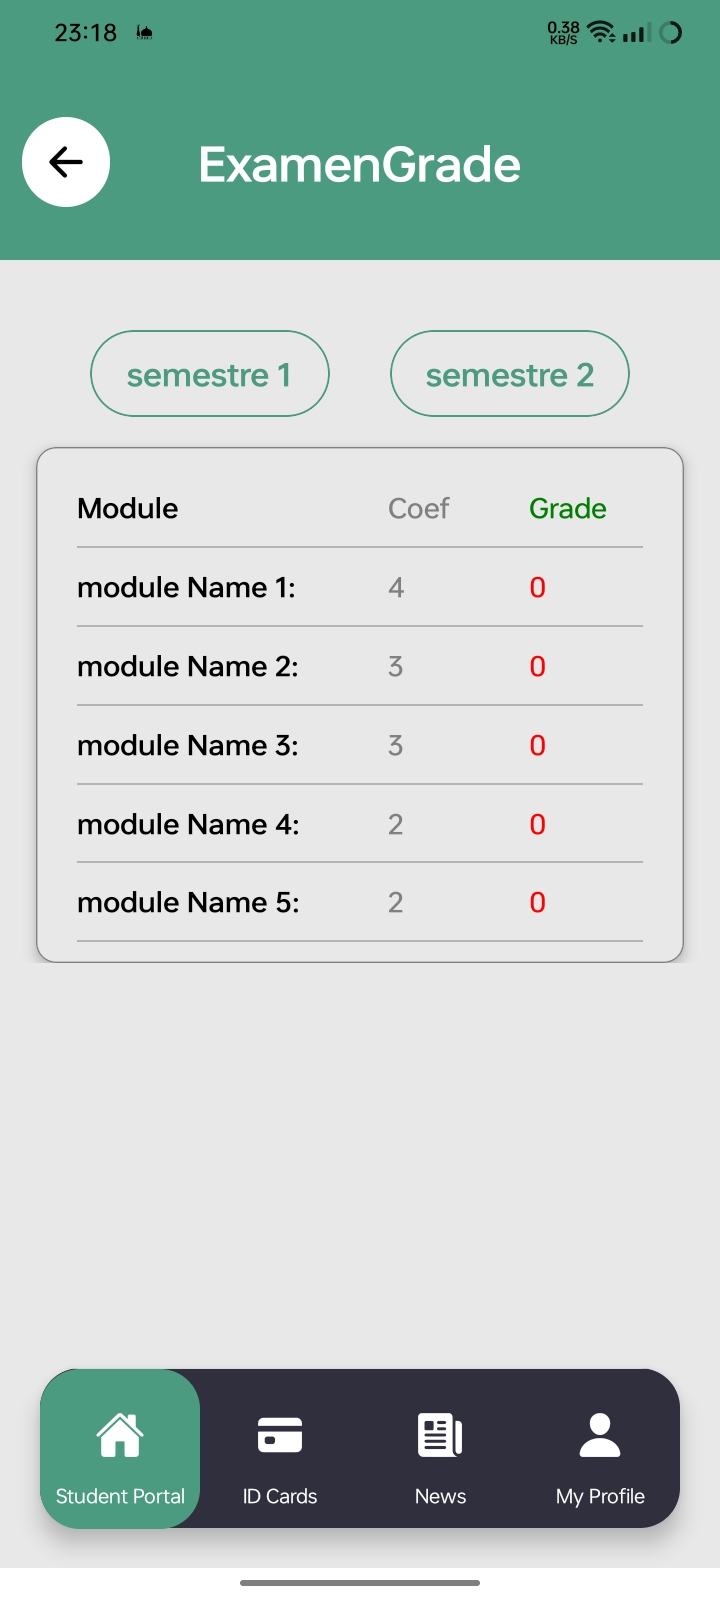 23:18 0.38 KB/S
ExamenGrade
semestre 1 semestre 2
Module Coef Grade
module Name 1: 4 0
module Name 2: 3 0
module Name 3: 3 0
module Name 4: 2 0
module Name 5: 2 0
Student Portal ID Cards News My Profile